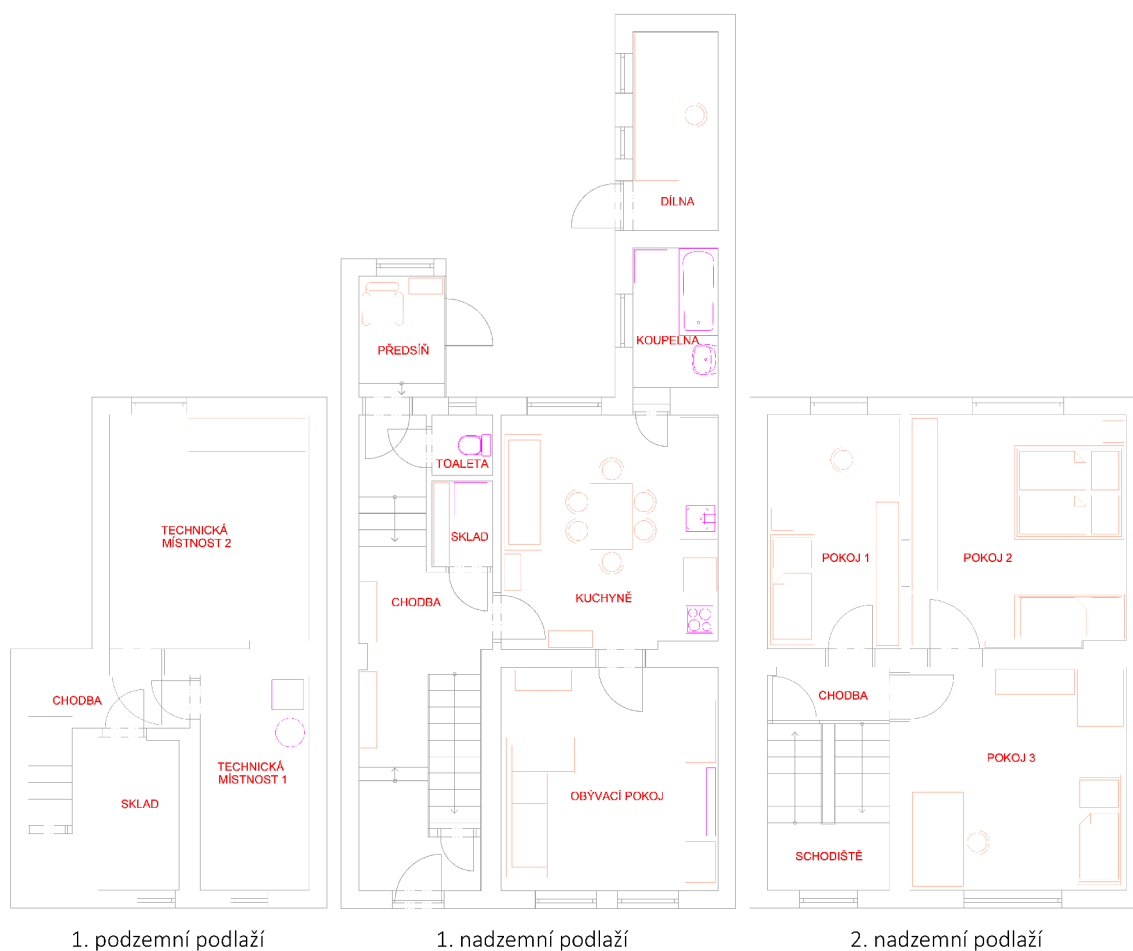 TECHNICKÁ
MÍSTNOST 2
CHODBA
TECHNICKÁ
MÍSTNOST 1
SKLAD
1. podzemní podlaží
DÍLNA
KOUPELNA
PŘEDSÍŇ
TOALETA
SKLAD
KUCHYNĚ
CHODBA
OBÝVACÍ POKOJ
1. nadzemní podlaží
POKOJ 1
POKOJ 2
CHODBA
POKOJ 3
SCHODIŠTĚ
2. nadzemní podlaží